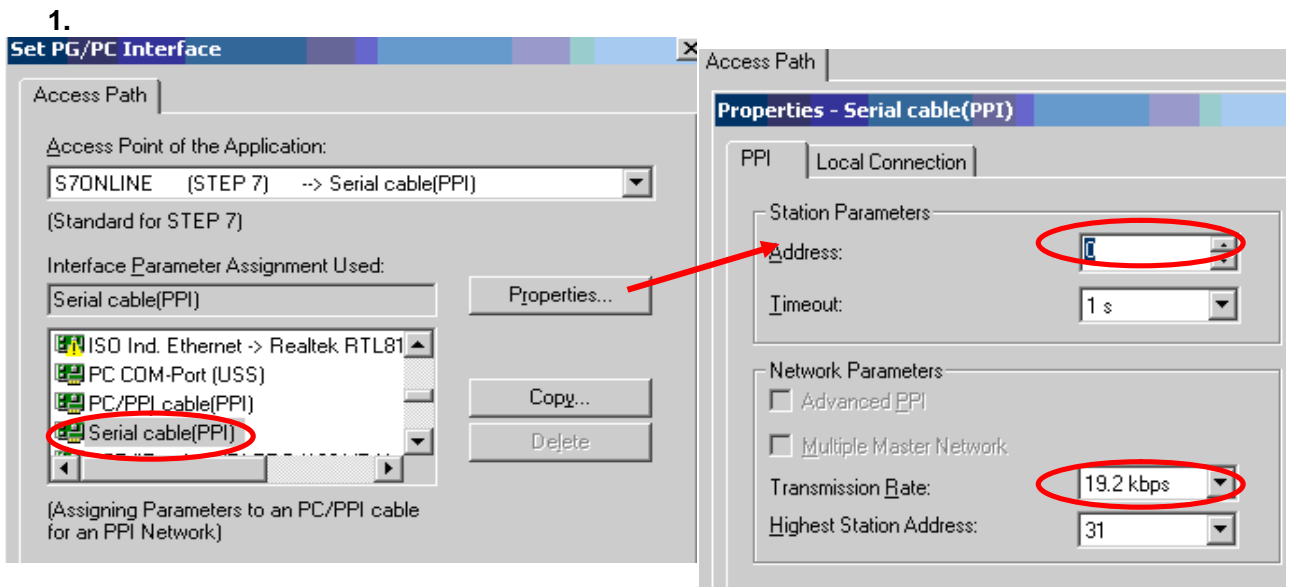 1.
Set PG/PC Interface
Access Path
Access Point of the Application:
S7ONLINE (STEP 7) --> Serial cable(PPI)
(Standard for STEP 7)
Interface Parameter Assignment Used:
Serial cable(PPI)
Properties...
ISO Ind. Ethernet -> Realtek RTL81
PC COM-Port (USS)
PC/PPI cable(PPI)
Serial cable(PPI)
Copy...
Delete
(Assigning Parameters to an PC/PPI cable
for an PPI Network)
Access Path
Properties - Serial cable(PPI)
PPI Local Connection
Station Parameters
Address: 0
Timeout: 1 s
Network Parameters
Advanced PPI
Multiple Master Network
Transmission Rate: 19.2 kbps
Highest Station Address: 31